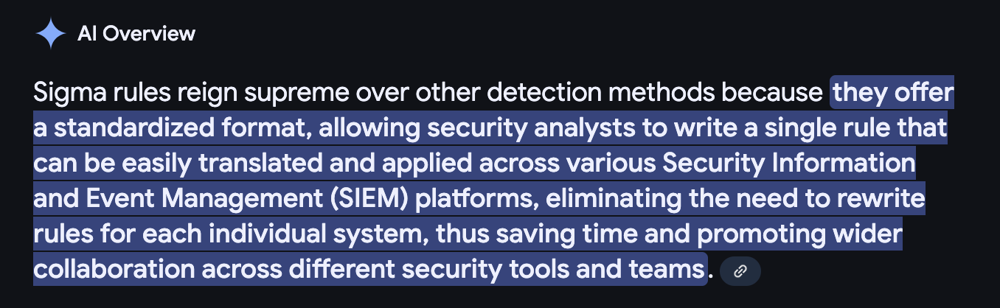 AI Overview
Sigma rules reign supreme over other detection methods because they offer
a standardized format, allowing security analysts to write a single rule that
can be easily translated and applied across various Security Information
and Event Management (SIEM) platforms, eliminating the need to rewrite
rules for each individual system, thus saving time and promoting wider
collaboration across different security tools and teams.